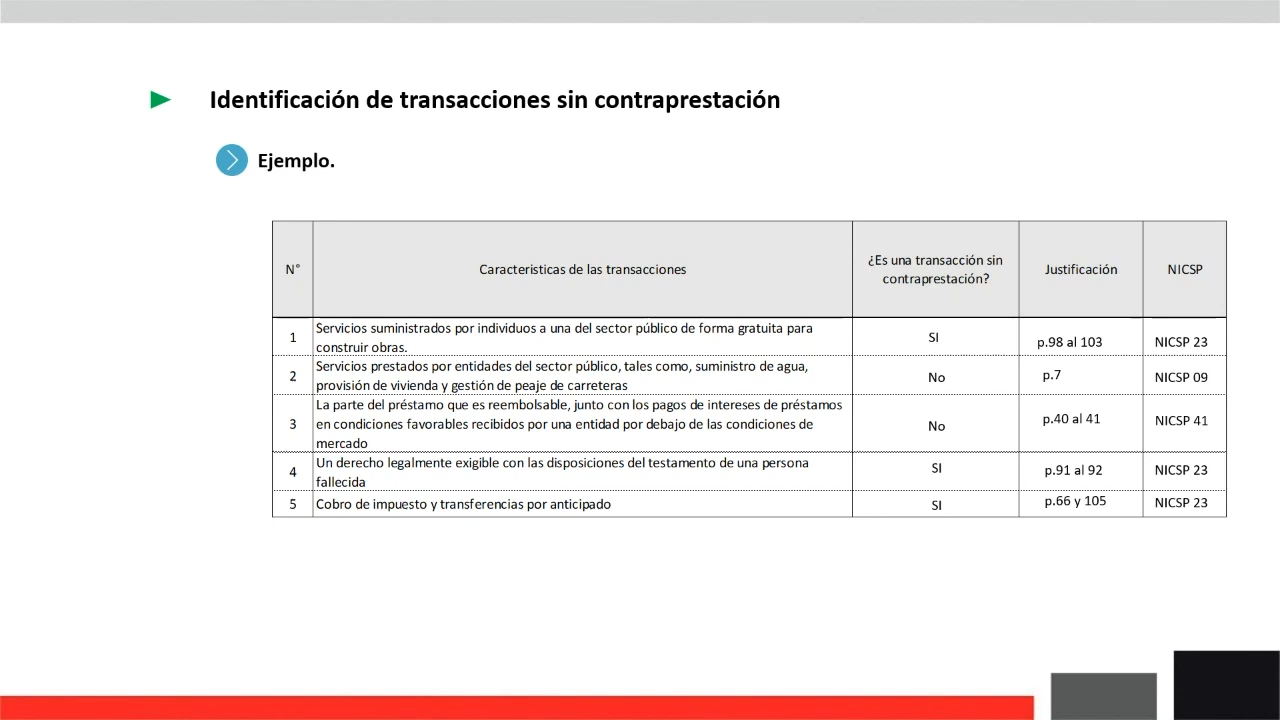 Identificación de transacciones sin contraprestación
Ejemplo.
N°
Caracteristicas de las transacciones
¿Es una transacción sin
contraprestación?
Justificación
NICSP
1
Servicios suministrados por individuos a una del sector público de forma gratuita para
construir obras.
SI
p.98 al 103
NICSP 23
2
Servicios prestados por entidades del sector público, tales como, suministro de agua,
provisión de vivienda y gestión de peaje de carreteras
No
p.7
NICSP 09
3
La parte del préstamo que es reembolsable, junto con los pagos de intereses de préstamos
en condiciones favorables recibidos por una entidad por debajo de las condiciones de
mercado
No
p.40 al 41
NICSP 41
4
Un derecho legalmente exigible con las disposiciones del testamento de una persona
fallecida
SI
p.91 al 92
NICSP 23
5
Cobro de impuesto y transferencias por anticipado
SI
p.66 y 105
NICSP 23